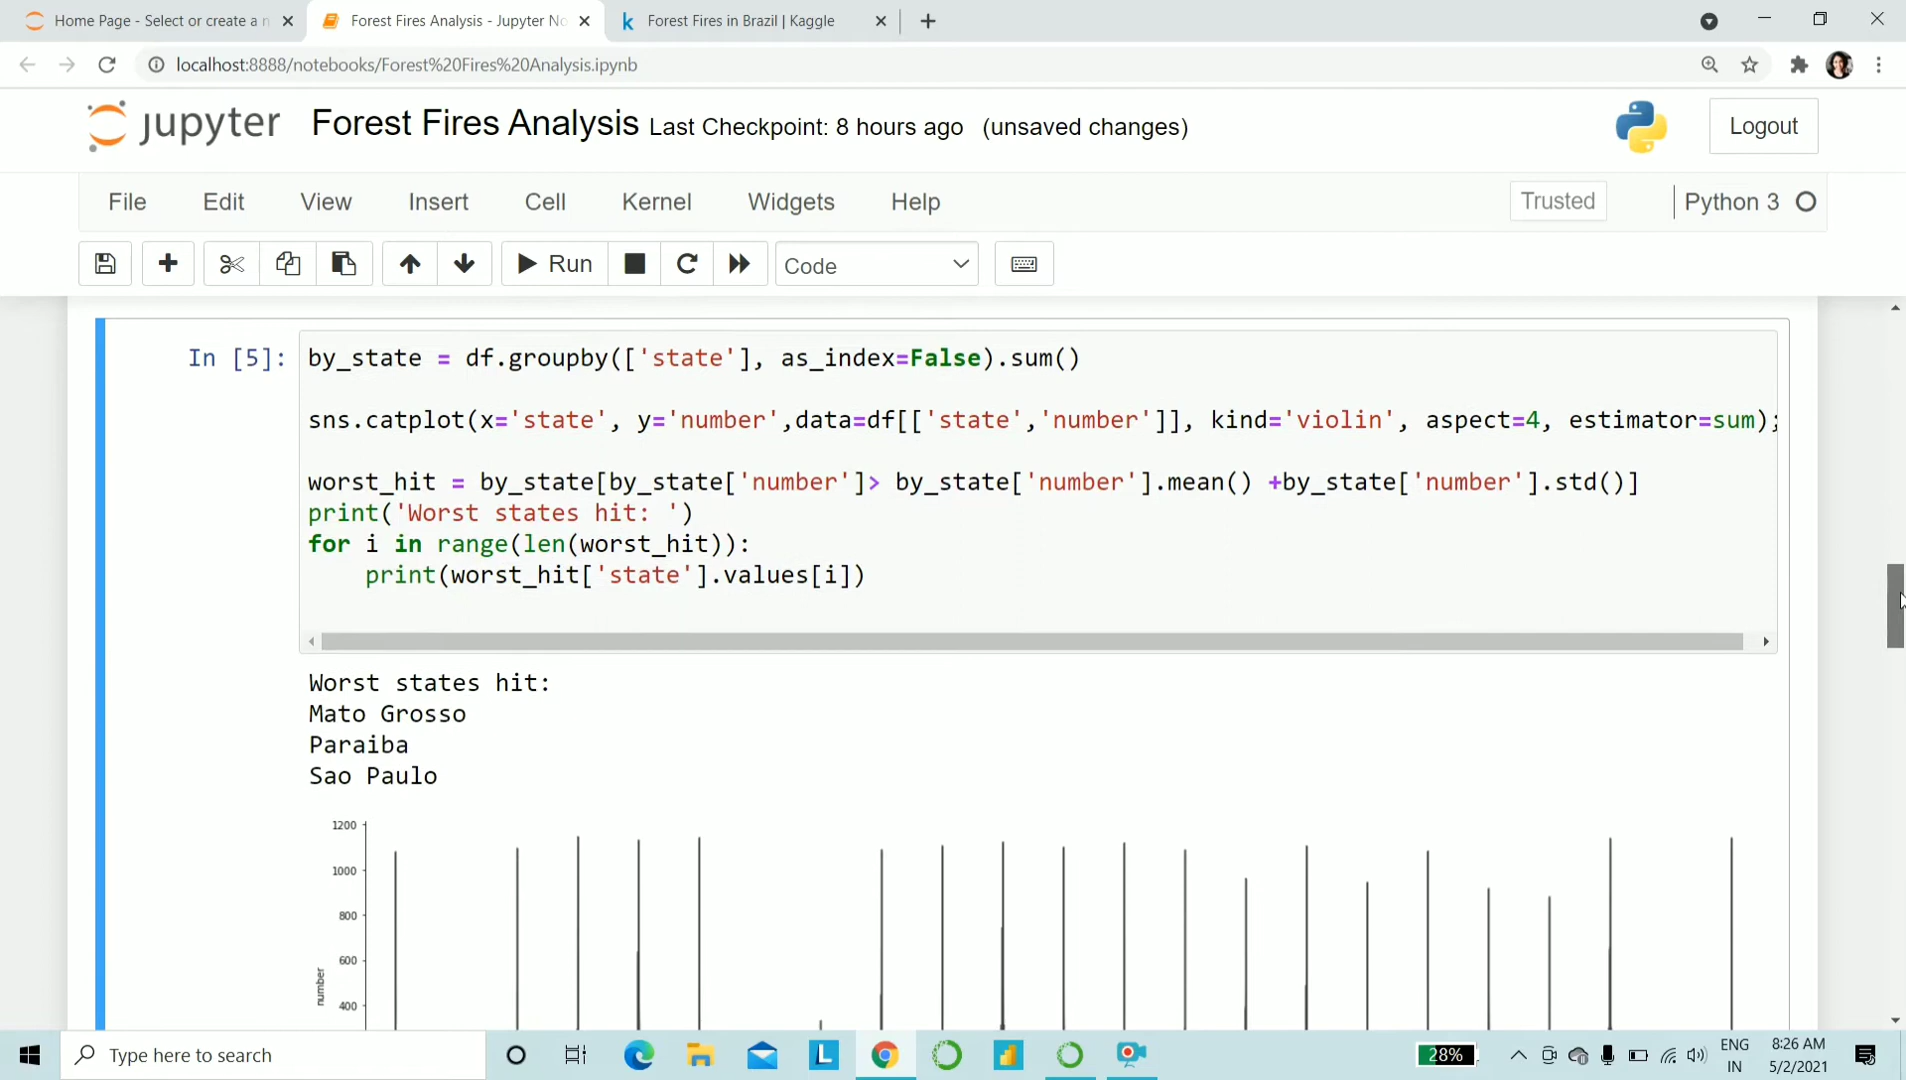 Home Page - Select or create a n
Forest Fires Analysis - Jupyter No
Forest Fires in Brazil | Kaggle
localhost:8888/notebooks/Forest%20Fires%20Analysis.ipynb
jupyter Forest Fires Analysis Last Checkpoint: 8 hours ago (unsaved changes)
Logout
File Edit View Insert Cell Kernel Widgets Help
Trusted
Python 3
Run
Code
In [5]:
by_state = df.groupby(['state'], as_index=False).sum()
sns.catplot(x='state', y='number',data=df[['state','number']], kind='violin', aspect=4, estimator=sum);
worst_hit = by_state[by_state['number']> by_state['number'].mean() +by_state['number'].std()]
print('Worst states hit: ')
for i in range(len(worst_hit)):
    print(worst_hit['state'].values[i])
Worst states hit:
Mato Grosso
Paraiba
Sao Paulo
1200
1000
800
600
400
number
Type here to search
L
28%
ENG
IN
8:26 AM
5/2/2021